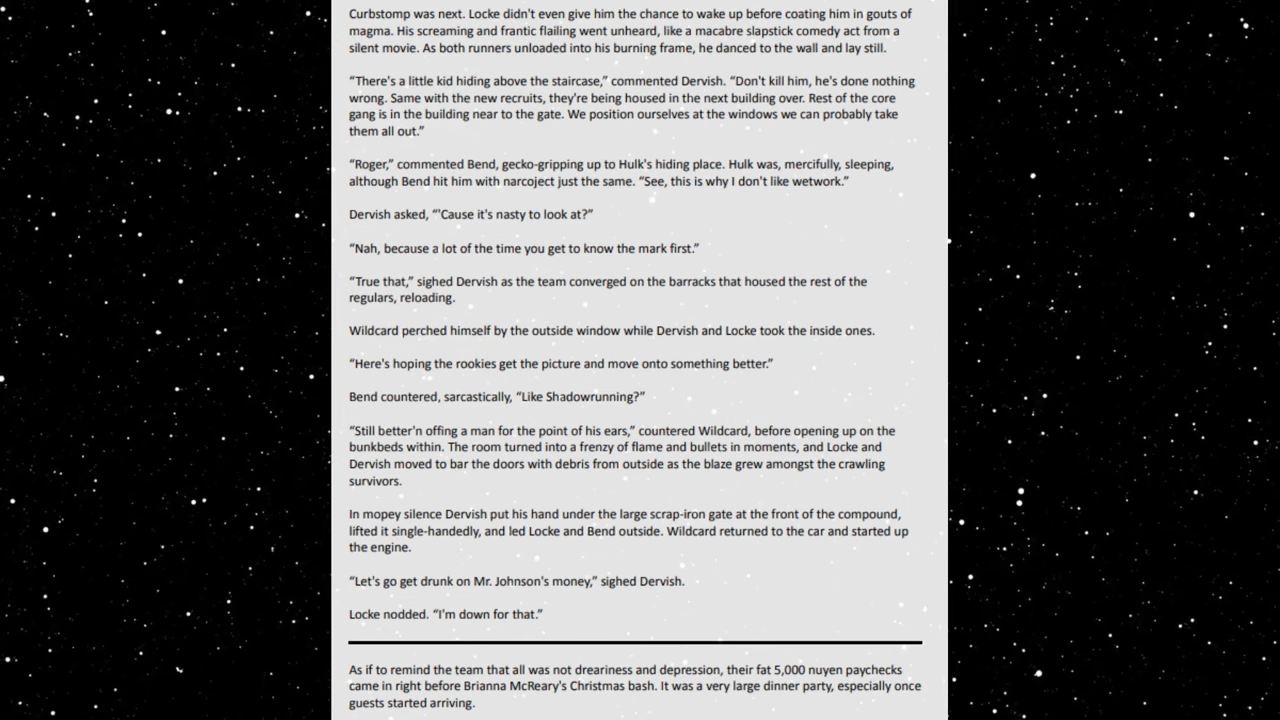 Curbstomp was next. Locke didn't even give him the chance to wake up before coating him in gouts of
magma. His screaming and frantic flailing went unheard, like a macabre slapstick comedy act from a
silent movie. As both runners unloaded into his burning frame, he danced to the wall and lay still.
“There's a little kid hiding above the staircase,” commented Dervish. “Don't kill him, he's done nothing
wrong. Same with the new recruits, they're being housed in the next building over. Rest of the core
gang is in the building near to the gate. We position ourselves at the windows we can probably take
them all out.”
“Roger,” commented Bend, gecko-gripping up to Hulk's hiding place. Hulk was, mercifully, sleeping,
although Bend hit him with narcoject just the same. “See, this is why I don't like wetwork.”
Dervish asked, “'Cause it's nasty to look at?”
“Nah, because a lot of the time you get to know the mark first.”
“True that,” sighed Dervish as the team converged on the barracks that housed the rest of the
regulars, reloading.
Wildcard perched himself by the outside window while Dervish and Locke took the inside ones.
“Here's hoping the rookies get the picture and move onto something better.”
Bend countered, sarcastically, “Like Shadowrunning?”
“Still better'n offing a man for the point of his ears,” countered Wildcard, before opening up on the
bunkbeds within. The room turned into a frenzy of flame and bullets in moments, and Locke and
Dervish moved to bar the doors with debris from outside as the blaze grew amongst the crawling
survivors.
In mopey silence Dervish put his hand under the large scrap-iron gate at the front of the compound,
lifted it single-handedly, and led Locke and Bend outside. Wildcard returned to the car and started up
the engine.
“Let's go get drunk on Mr. Johnson's money,” sighed Dervish.
Locke nodded. “I'm down for that.”
As if to remind the team that all was not dreariness and depression, their fat 5,000 nuyen paychecks
came in right before Brianna McReary's Christmas bash. It was a very large dinner party, especially once
guests started arriving.